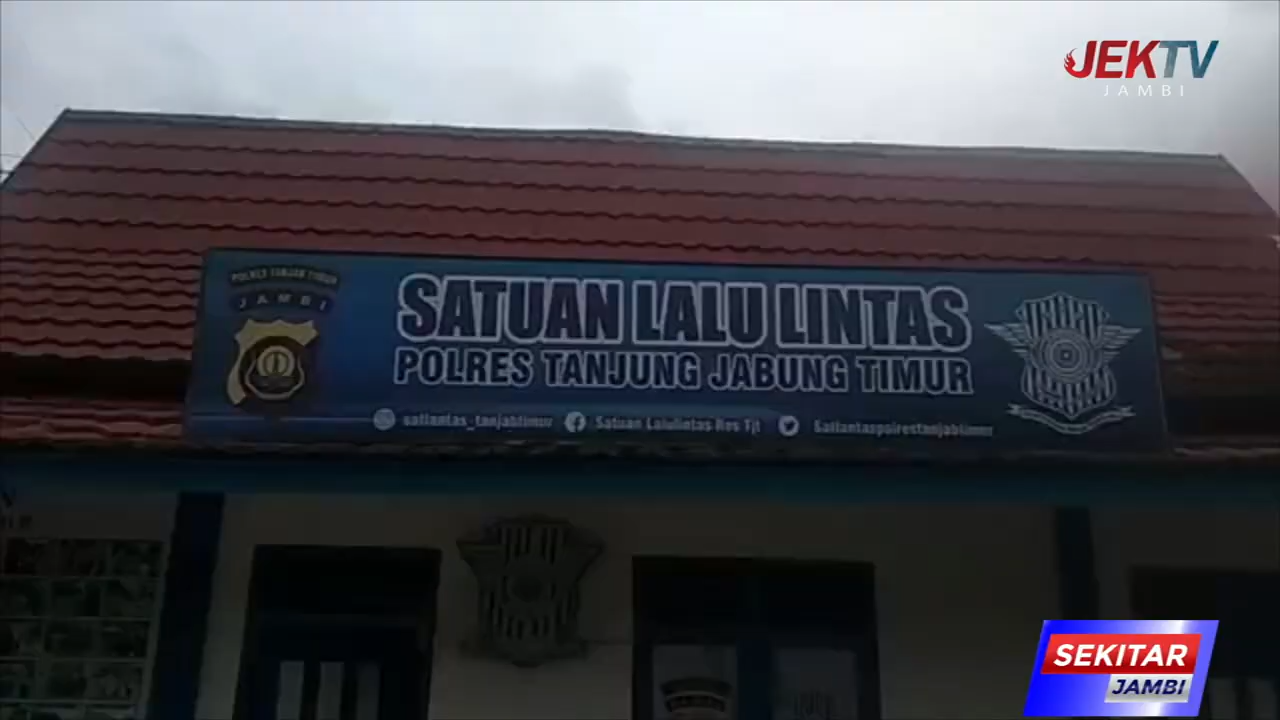 JEKTV
JAMBI
POLRES TANJAB TIMUR
JAMBI
SATUAN LALU LINTAS
POLRES TANJUNG JABUNG TIMUR
satlantas_tanjabtimur
Satuan Lalulintas Res Tjt
Satlantaspolrestanjabtimur
SEKITAR
JAMBI